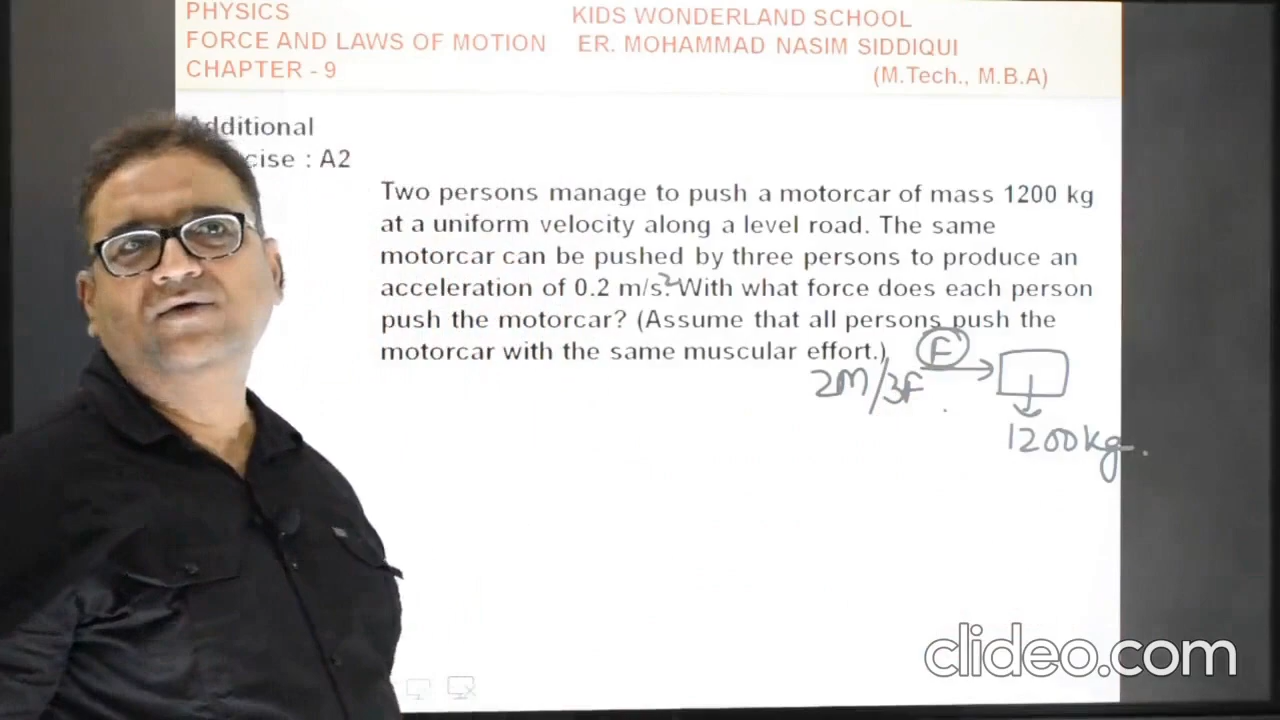 PHYSICS KIDS WONDERLAND SCHOOL
FORCE AND LAWS OF MOTION ER. MOHAMMAD NASIM SIDDIQUI
CHAPTER - 9 (M.Tech., M.B.A)
Additional
cise : A2
Two persons manage to push a motorcar of mass 1200 kg
at a uniform velocity along a level road. The same
motorcar can be pushed by three persons to produce an
acceleration of 0.2 m/s.² With what force does each person
push the motorcar? (Assume that all persons push the
motorcar with the same muscular effort.)
F
2M/3F
1200kg
clideo.com